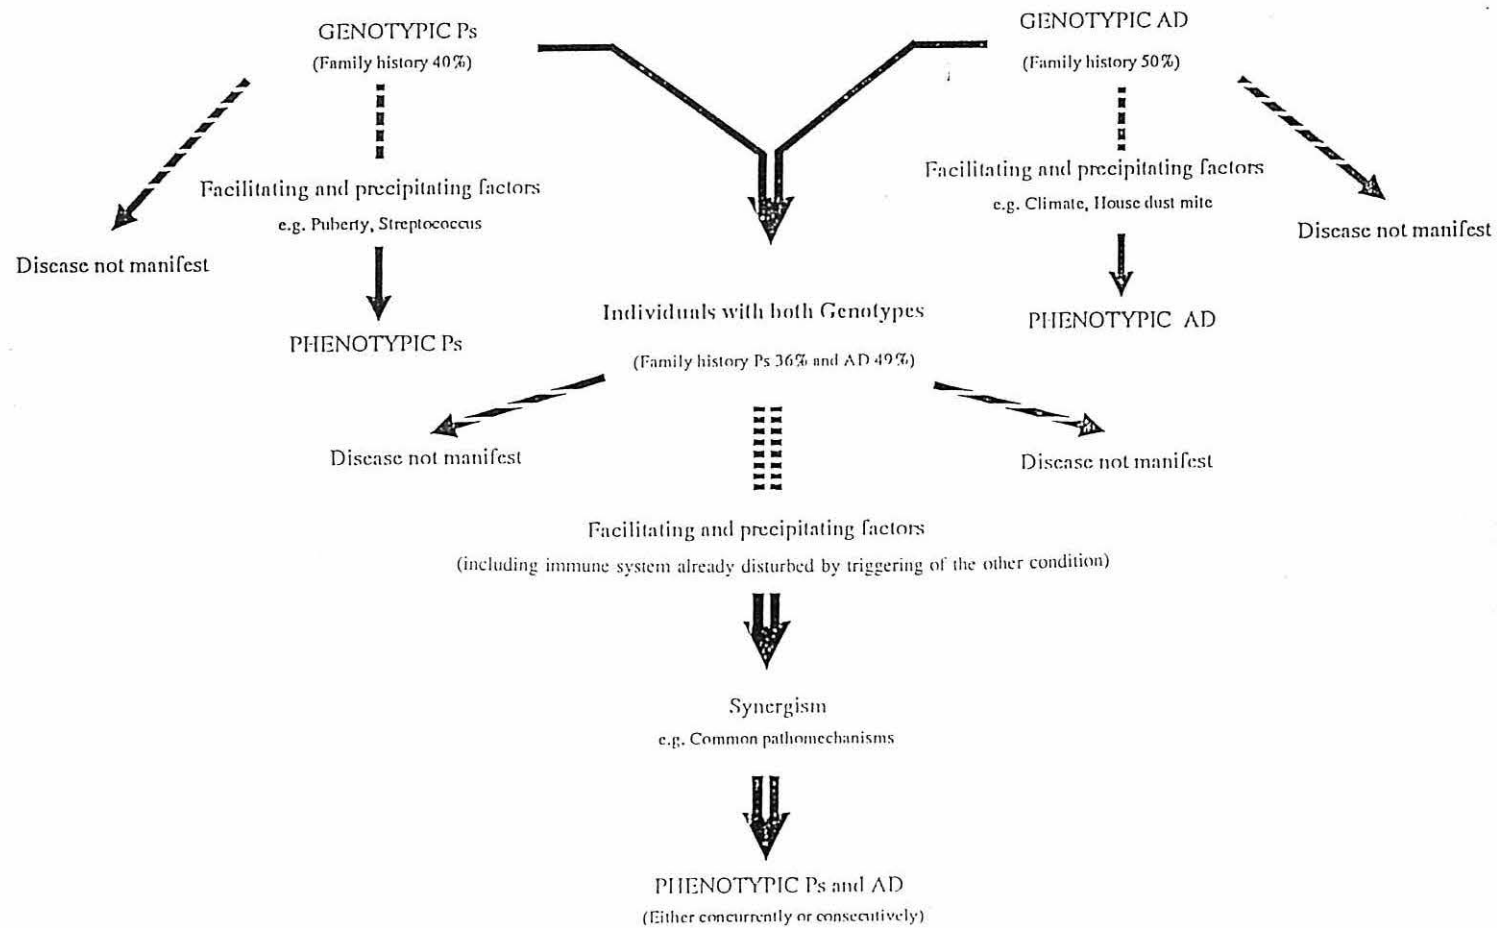 GENOTYPIC Ps
(Family history 40%)
GENOTYPIC AD
(Family history 50%)
Facilitating and precipitating factors
e.g. Puberty, Streptococcus
Facilitating and precipitating factors
e.g. Climate, House dust mite
Disease not manifest
Disease not manifest
PHENOTYPIC Ps
PHENOTYPIC AD
Individuals with both Genotypes
(Family history Ps 36% and AD 49%)
Disease not manifest
Disease not manifest
Facilitating and precipitating factors
(including immune system already disturbed by triggering of the other condition)
Synergism
e.g. Common pathomechanisms
PHENOTYPIC Ps and AD
(Either concurrently or consecutively)